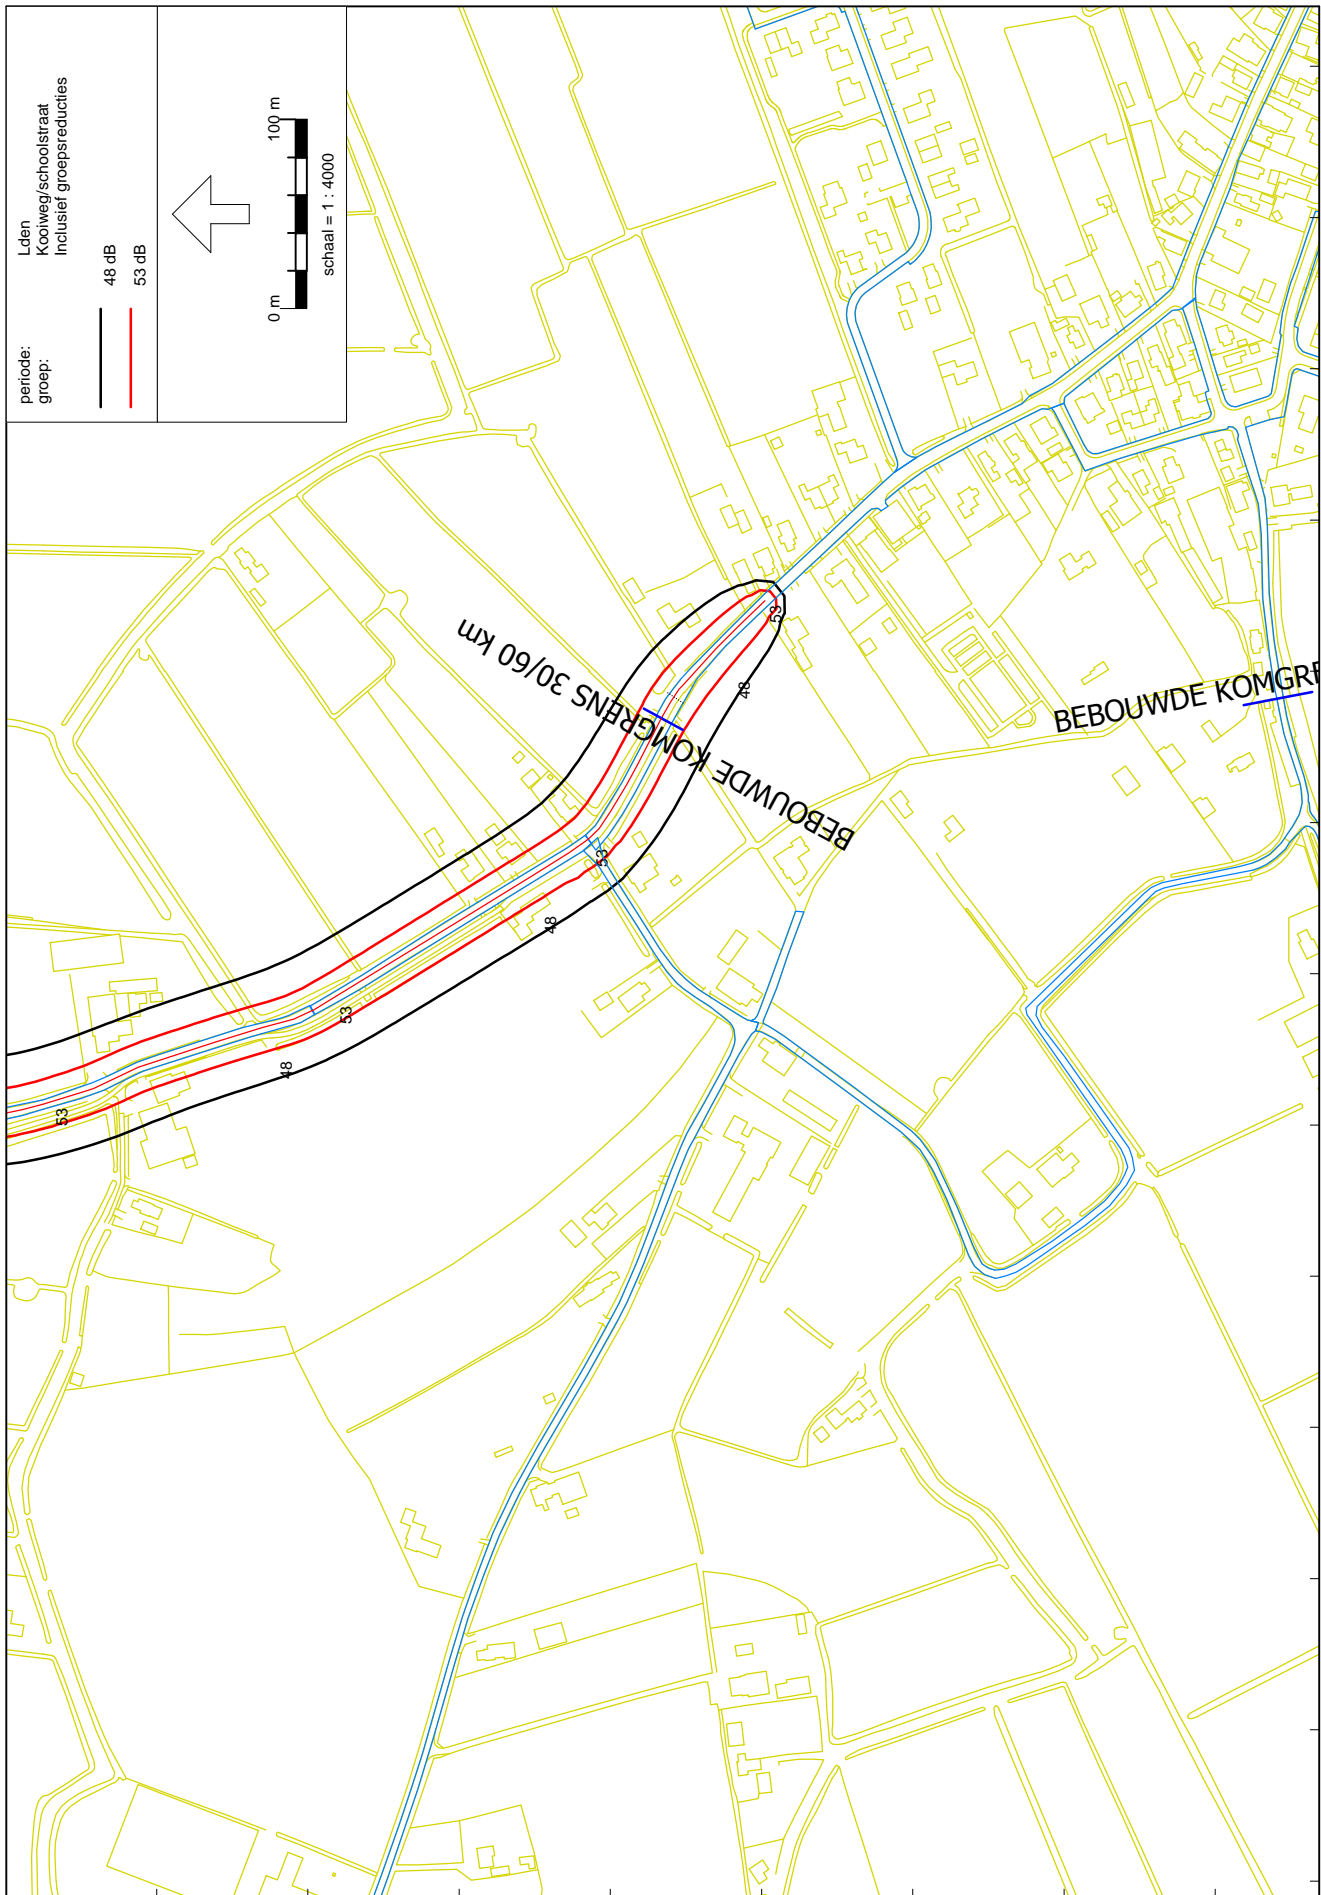 periode: Lden
groep: Kooiweg/schoolstraat
Inclusief groepsreducties
48 dB
53 dB
0 m 100 m
schaal = 1 : 4000
BEBOUWDE KOMGRENS 30/60 km
BEBOUWDE KOMGRE
53
48
53
48
53
48
53